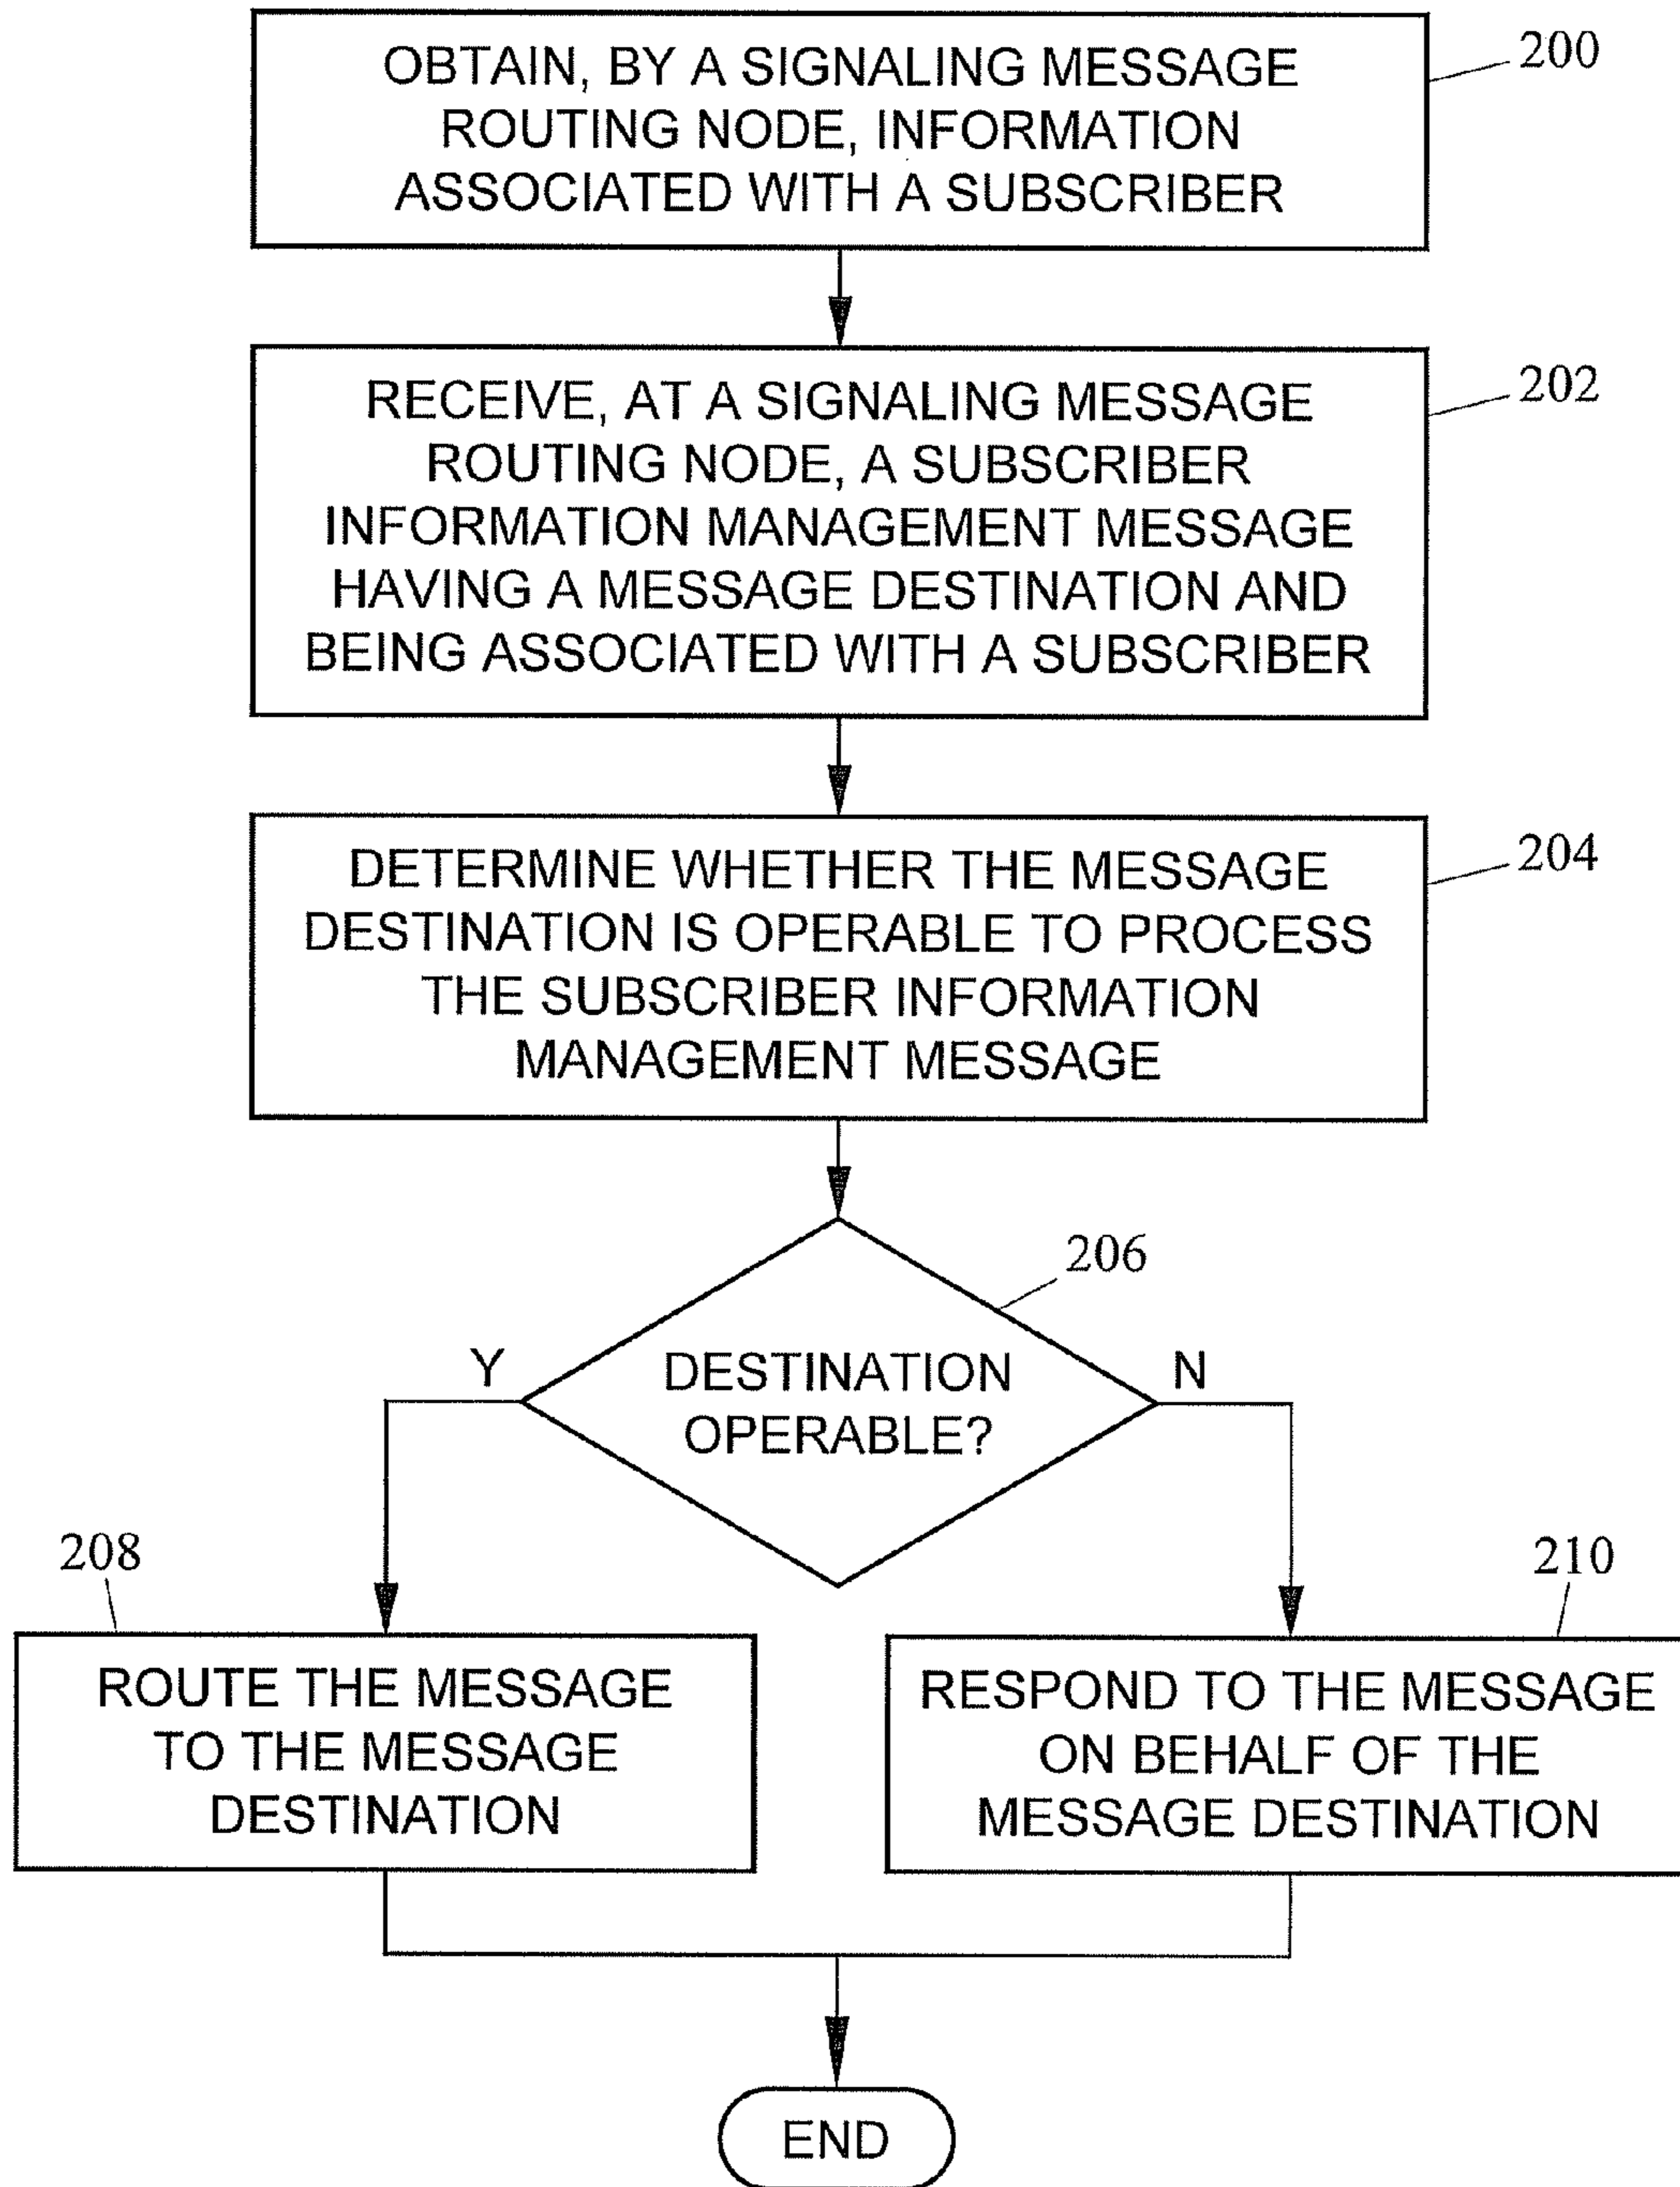 OBTAIN, BY A SIGNALING MESSAGE
ROUTING NODE, INFORMATION
ASSOCIATED WITH A SUBSCRIBER
200
RECEIVE, AT A SIGNALING MESSAGE
ROUTING NODE, A SUBSCRIBER
INFORMATION MANAGEMENT MESSAGE
HAVING A MESSAGE DESTINATION AND
BEING ASSOCIATED WITH A SUBSCRIBER
202
DETERMINE WHETHER THE MESSAGE
DESTINATION IS OPERABLE TO PROCESS
THE SUBSCRIBER INFORMATION
MANAGEMENT MESSAGE
204
206
DESTINATION
OPERABLE?
Y
N
208
ROUTE THE MESSAGE
TO THE MESSAGE
DESTINATION
210
RESPOND TO THE MESSAGE
ON BEHALF OF THE
MESSAGE DESTINATION
END